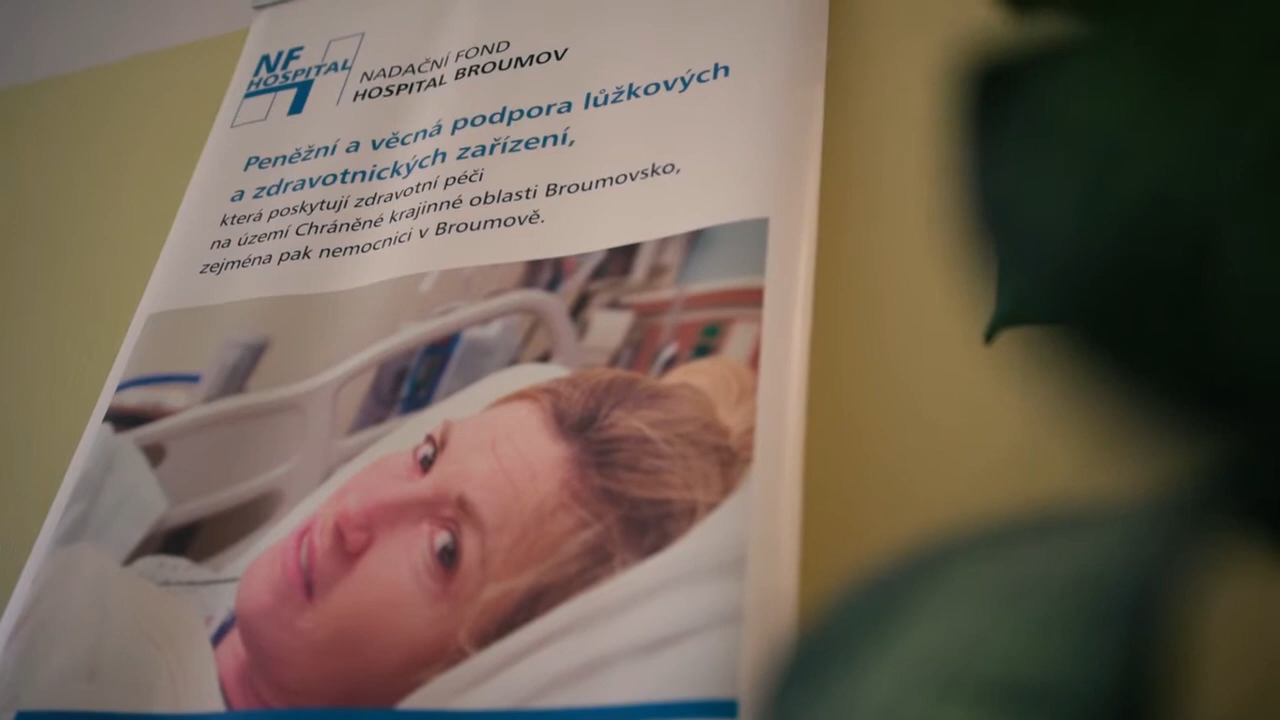 NF
HOSPITAL
NADAČNÍ FOND
HOSPITAL BROUMOV
Peněžní a věcná podpora lůžkových
a zdravotnických zařízení,
která poskytují zdravotní péči
na území Chráněné krajinné oblasti Broumovsko,
zejména pak nemocnici v Broumově.